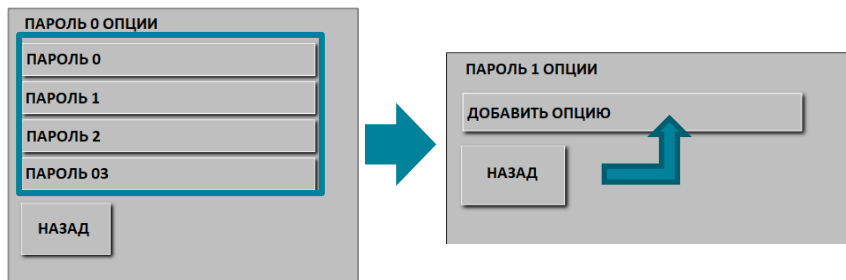 ПАРОЛЬ 0 ОПЦИИ
ПАРОЛЬ 0
ПАРОЛЬ 1
ПАРОЛЬ 2
ПАРОЛЬ 03
НАЗАД
ПАРОЛЬ 1 ОПЦИИ
ДОБАВИТЬ ОПЦИЮ
НАЗАД